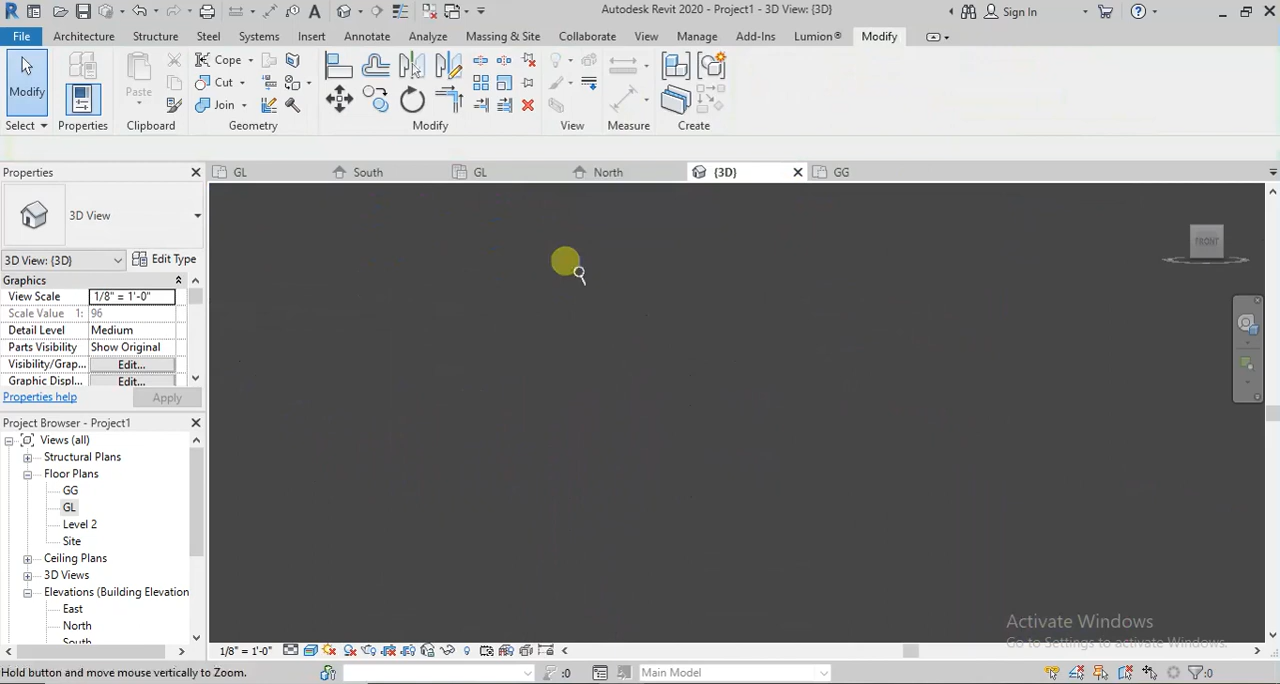 Autodesk Revit 2020 - Project1 - 3D View: {3D}
Sign In
File Architecture Structure Steel Systems Insert Annotate Analyze Massing & Site Collaborate View Manage Add-Ins Lumion® Modify
Modify
Paste
Cope
Cut
Join
Select Properties Clipboard Geometry Modify View Measure Create
Properties
GL South GL North {3D} GG
3D View
3D View: {3D} Edit Type
Graphics
View Scale 1/8" = 1'-0"
Scale Value 1: 96
Detail Level Medium
Parts Visibility Show Original
Visibility/Grap... Edit...
Graphic Displ... Edit...
Properties help Apply
Project Browser - Project1
Views (all)
Structural Plans
Floor Plans
GG
GL
Level 2
Site
Ceiling Plans
3D Views
Elevations (Building Elevation
East
North
South
FRONT
Activate Windows
Go to Settings to activate Windows.
1/8" = 1'-0"
Hold button and move mouse vertically to Zoom.
:0
Main Model
:0